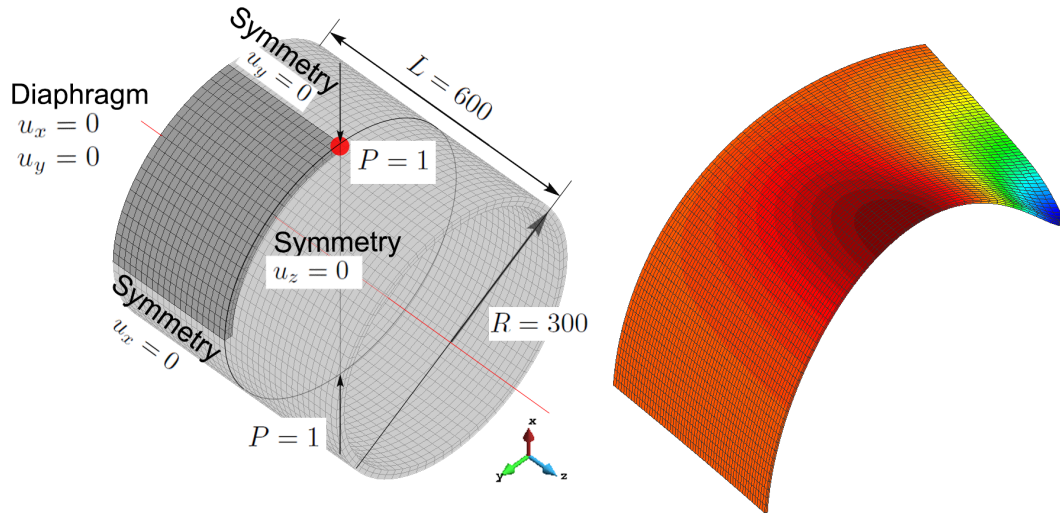 Symmetry
u_y = 0
L = 600
Diaphragm
u_x = 0
u_y = 0
P = 1
Symmetry
u_z = 0
Symmetry
u_x = 0
R = 300
P = 1
x
y
z